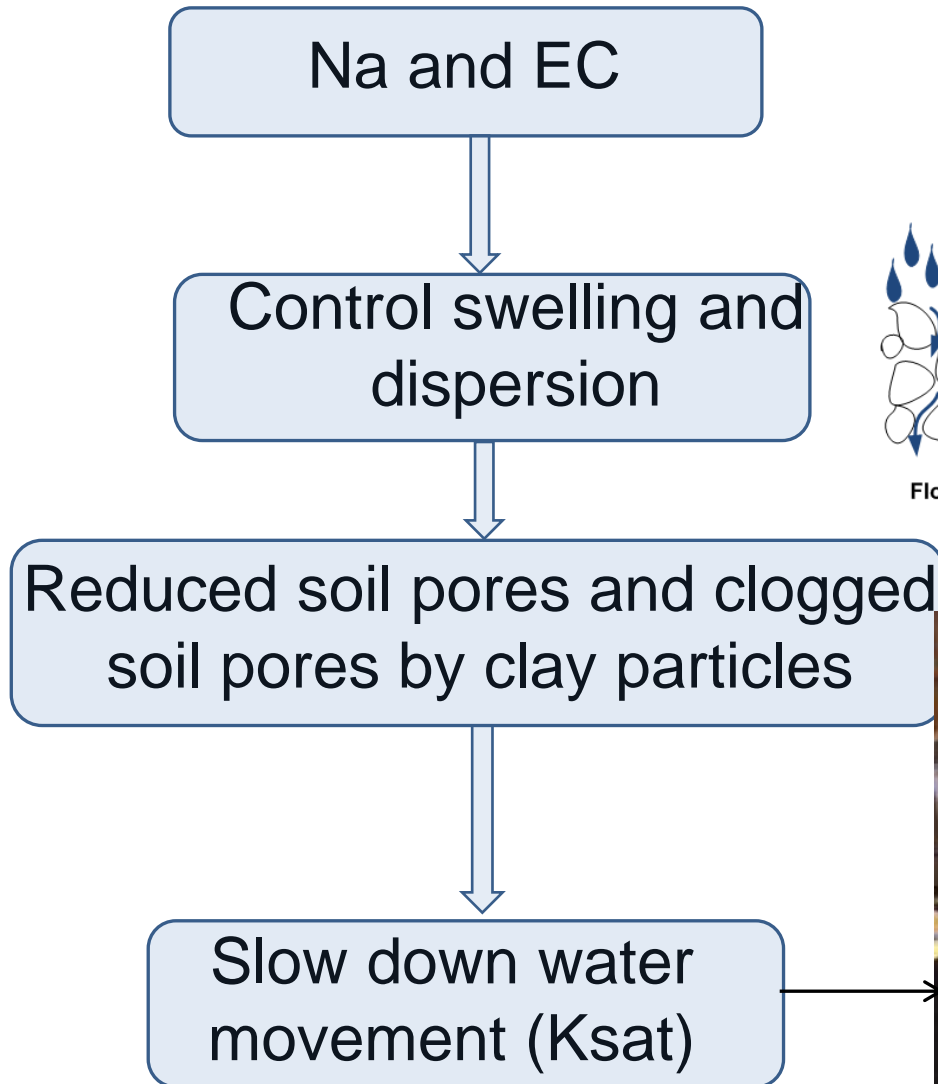 Na and EC
Control swelling and
dispersion
Reduced soil pores and clogged
soil pores by clay particles
Slow down water
movement (Ksat)